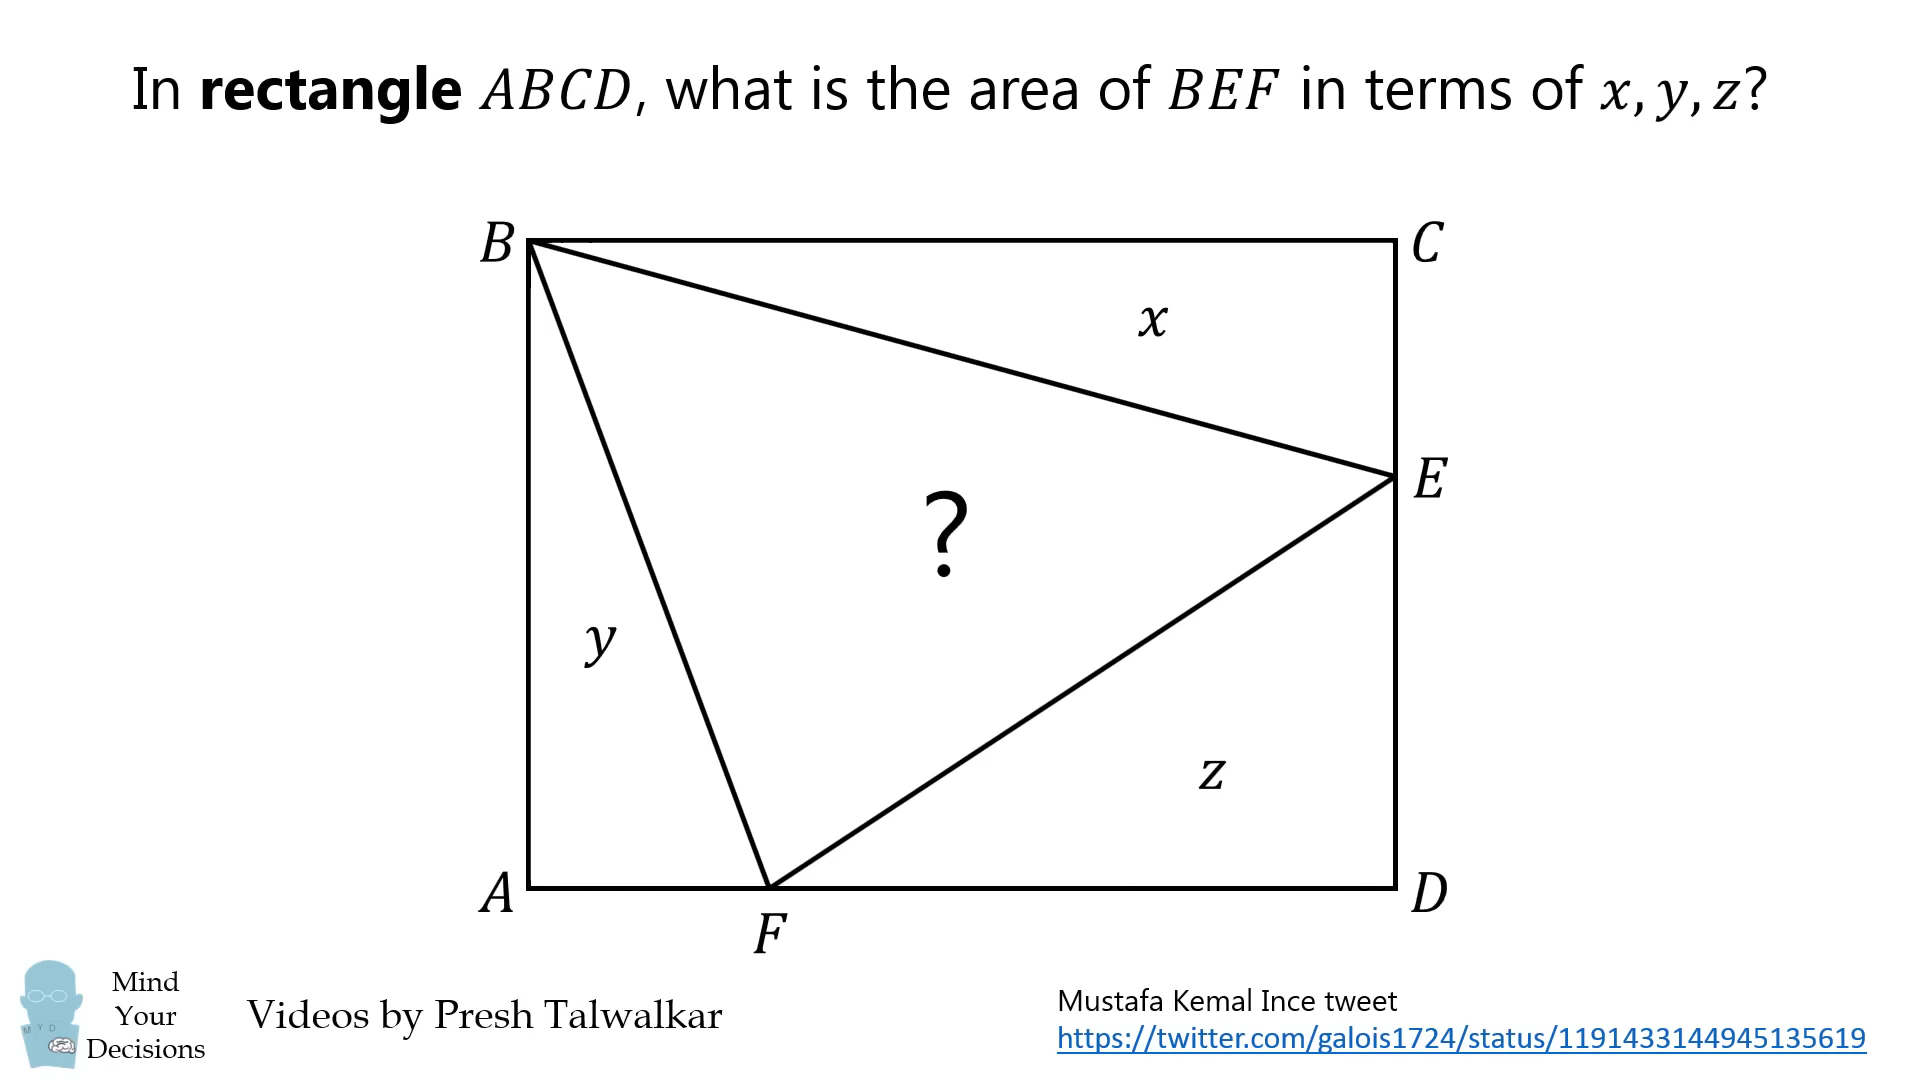 In rectangle ABCD, what is the area of BEF in terms of x, y, z?
B
C
x
E
?
y
z
A
D
F
Mind
Your
Decisions
M Y D
Videos by Presh Talwalkar
Mustafa Kemal Ince tweet
https://twitter.com/galois1724/status/1191433144945135619